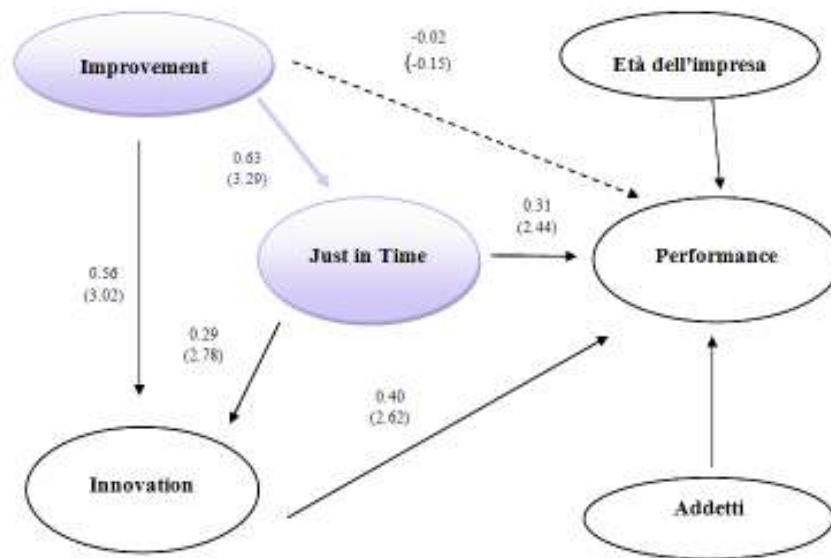 Improvement
-0.02
(-0.15)
Età dell'impresa
0.63
(3.29)
0.31
(2.44)
Just in Time
Performance
0.56
(3.02)
0.29
(2.78)
0.40
(2.62)
Innovation
Addetti